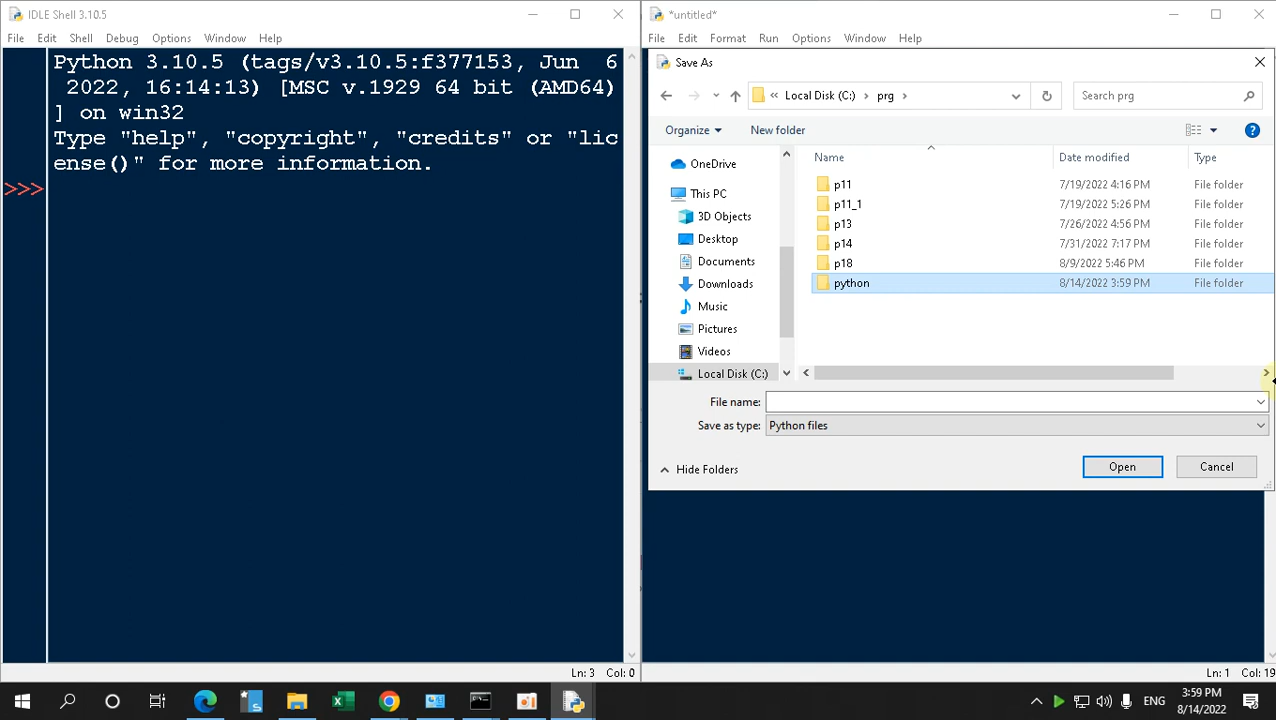 IDLE Shell 3.10.5
File Edit Shell Debug Options Window Help
Python 3.10.5 (tags/v3.10.5:f377153, Jun  6
 2022, 16:14:13) [MSC v.1929 64 bit (AMD64)
] on win32
Type "help", "copyright", "credits" or "lic
ense()" for more information.
>>>
Ln: 3 Col: 0
*untitled*
File Edit Format Run Options Window Help
Save As
« Local Disk (C:) › prg ›
Search prg
Organize
New folder
OneDrive
This PC
3D Objects
Desktop
Documents
Downloads
Music
Pictures
Videos
Local Disk (C:)
Name Date modified Type
p11 7/19/2022 4:16 PM File folder
p11_1 7/19/2022 5:26 PM File folder
p13 7/26/2022 4:56 PM File folder
p14 7/31/2022 7:17 PM File folder
p18 8/9/2022 5:46 PM File folder
python 8/14/2022 3:59 PM File folder
File name:
Save as type: Python files
Hide Folders
Open
Cancel
Ln: 1 Col: 19
ENG
3:59 PM
8/14/2022